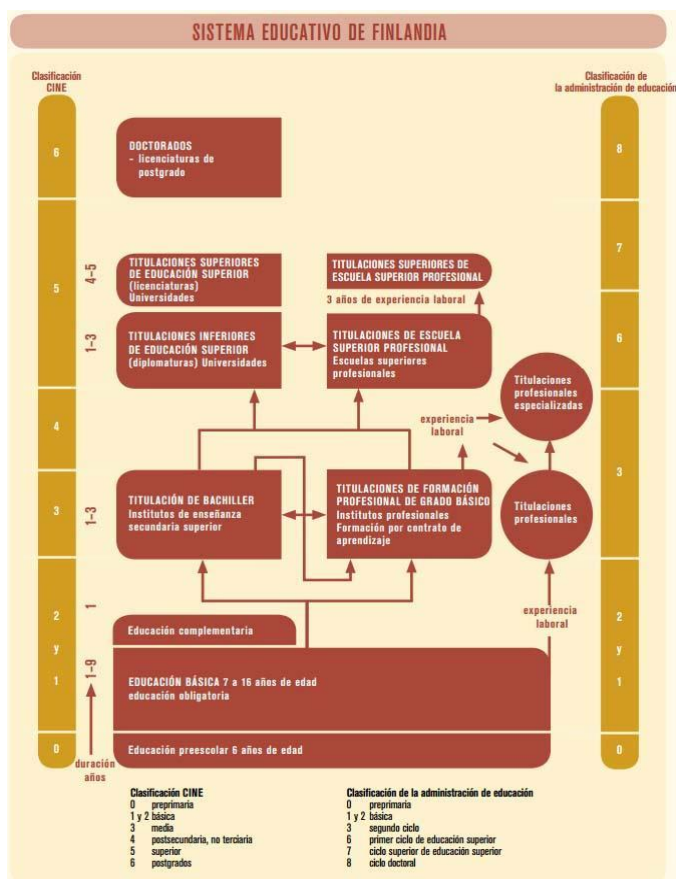 SISTEMA EDUCATIVO DE FINLANDIA
Clasificación
CINE
Clasificación de
la administración de educación
6
DOCTORADOS
- licenciaturas de
postgrado
8
5
4-5
TITULACIONES SUPERIORES
DE EDUCACIÓN SUPERIOR
(licenciaturas)
Universidades
TITULACIONES SUPERIORES DE
ESCUELA SUPERIOR PROFESIONAL
3 años de experiencia laboral
7
1-3
TITULACIONES INFERIORES
DE EDUCACIÓN SUPERIOR
(diplomaturas) Universidades
TITULACIONES DE ESCUELA
SUPERIOR PROFESIONAL
Escuelas superiores
profesionales
6
Titulaciones
profesionales
especializadas
4
experiencia
laboral
3
3
1-3
TITULACIÓN DE BACHILLER
Institutos de enseñanza
secundaria superior
TITULACIONES DE FORMACIÓN
PROFESIONAL DE GRADO BÁSICO
Institutos profesionales
Formación por contrato de
aprendizaje
Titulaciones
profesionales
2
y
1
1
Educación complementaria
experiencia
laboral
2
y
1
1-9
EDUCACIÓN BÁSICA 7 a 16 años de edad
educación obligatoria
0
duración
años
Educación preescolar 6 años de edad
0
Clasificación CINE
0 preprimaria
1 y 2 básica
3 media
4 postsecundaria, no terciaria
5 superior
6 postgrados
Clasificación de la administración de educación
0 preprimaria
1 y 2 básica
3 segundo ciclo
6 primer ciclo de educación superior
7 ciclo superior de educación superior
8 ciclo doctoral